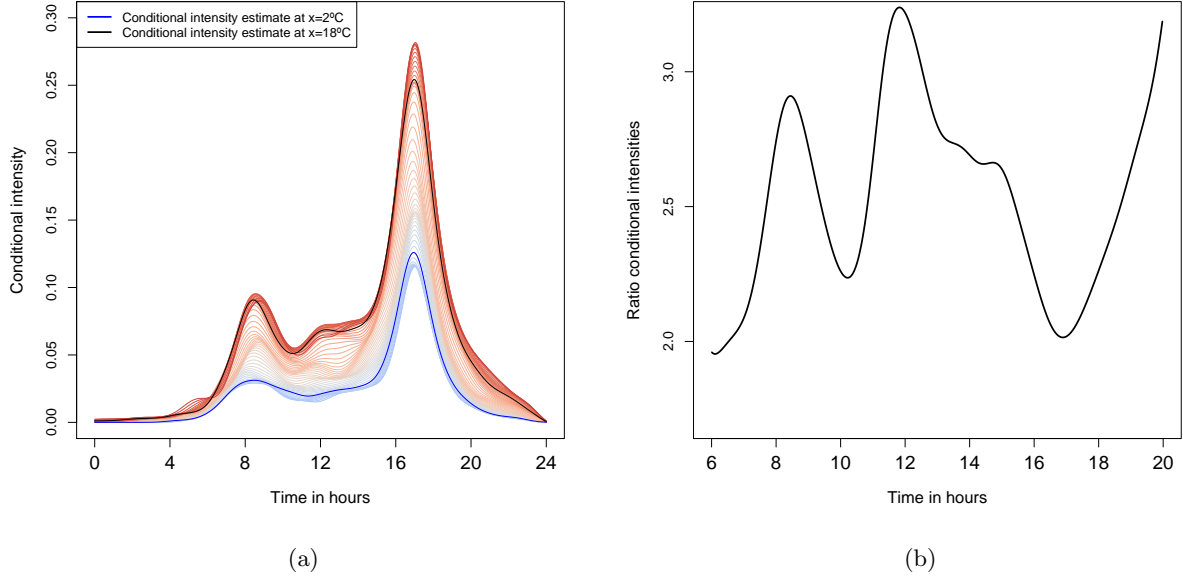 Conditional intensity estimate at x=2ºC
Conditional intensity estimate at x=18ºC
Conditional intensity
0.00 0.05 0.10 0.15 0.20 0.25 0.30
0 4 8 12 16 20 24
Time in hours
(a)
Ratio conditional intensities
2.0 2.5 3.0
6 8 10 12 14 16 18 20
Time in hours
(b)